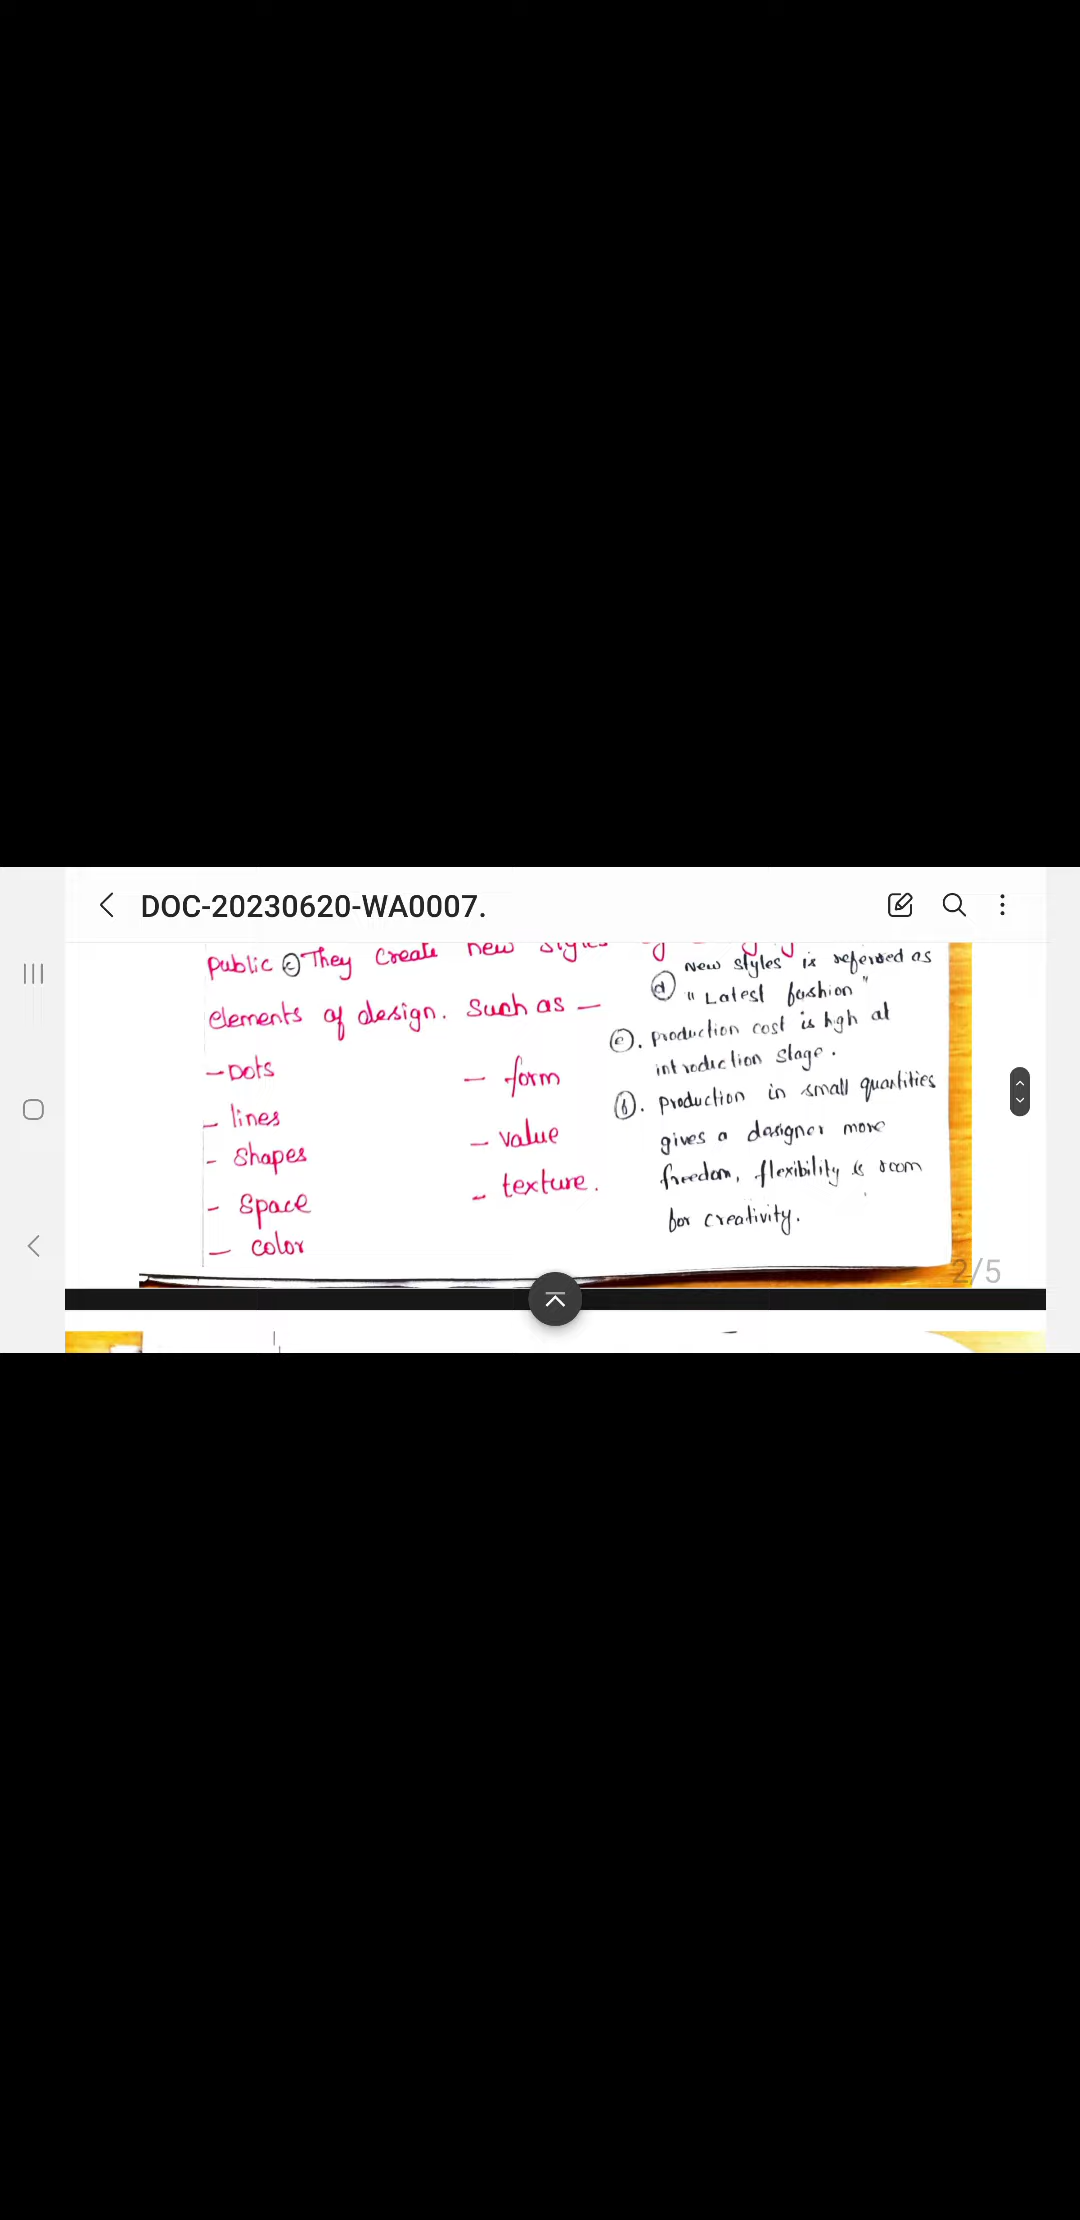 DOC-20230620-WA0007.
public (c) They create new styles
elements of design. Such as —
– Dots
– lines
– Shapes
– Space
– color
– form
– value
– texture.
(d) New styles is refersed as
" Latest fashion "
(e). production cost is high at
introduction stage.
production in small quantities
gives a designer more
freedom, flexibility & room
for creativity.
2/5